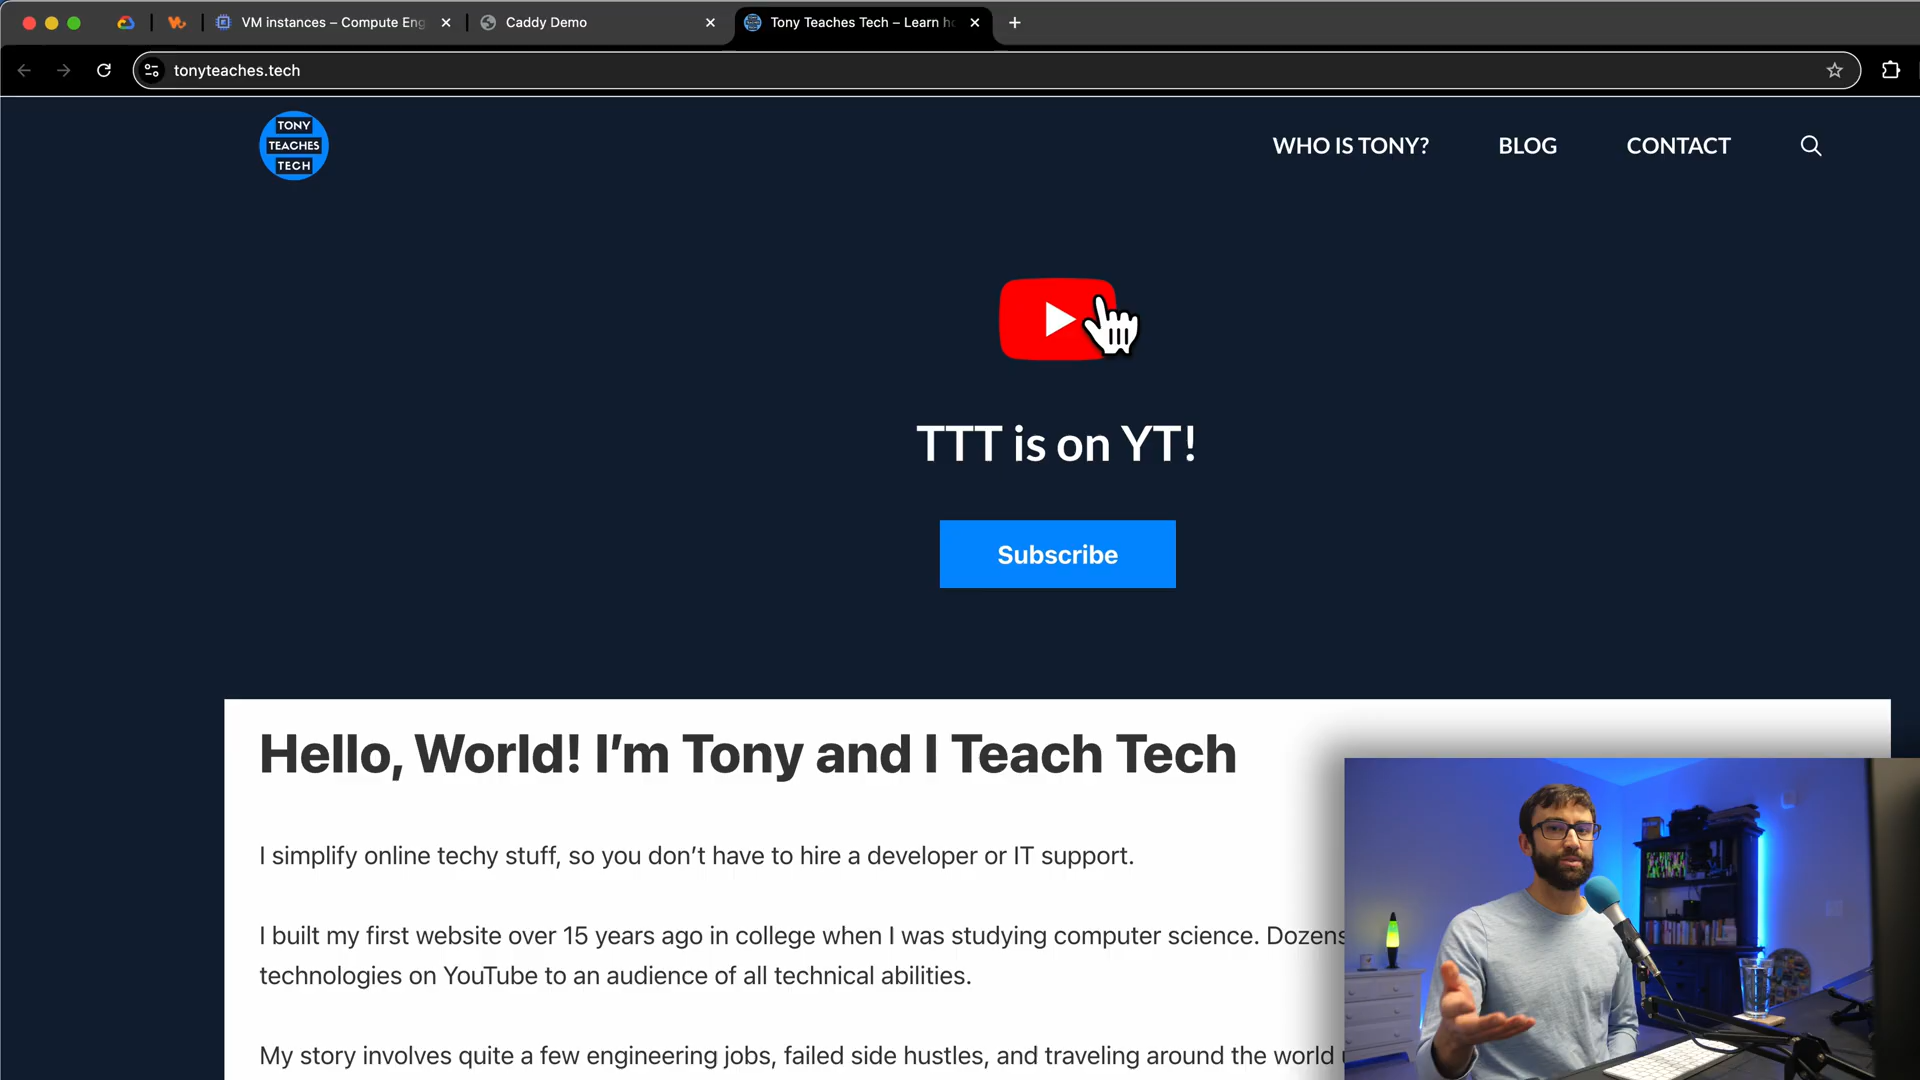 VM instances – Compute Eng
Caddy Demo
Tony Teaches Tech – Learn h
tonyteaches.tech
TONY
TEACHES
TECH
WHO IS TONY?
BLOG
CONTACT
TTT is on YT!
Subscribe
Hello, World! I’m Tony and I Teach Tech
I simplify online techy stuff, so you don’t have to hire a developer or IT support.
I built my first website over 15 years ago in college when I was studying computer science. Dozens
technologies on YouTube to an audience of all technical abilities.
My story involves quite a few engineering jobs, failed side hustles, and traveling around the world